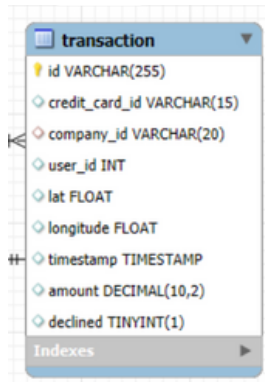 transaction
id VARCHAR(255)
credit_card_id VARCHAR(15)
company_id VARCHAR(20)
user_id INT
lat FLOAT
longitude FLOAT
timestamp TIMESTAMP
amount DECIMAL(10,2)
declined TINYINT(1)
Indexes